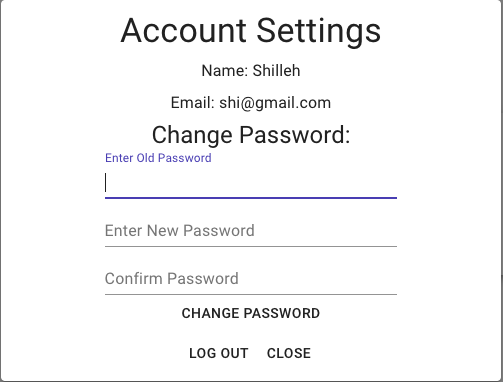 Account Settings
Name: Shilleh
Email: shi@gmail.com
Change Password:
Enter Old Password
Enter New Password
Confirm Password
CHANGE PASSWORD
LOG OUT CLOSE